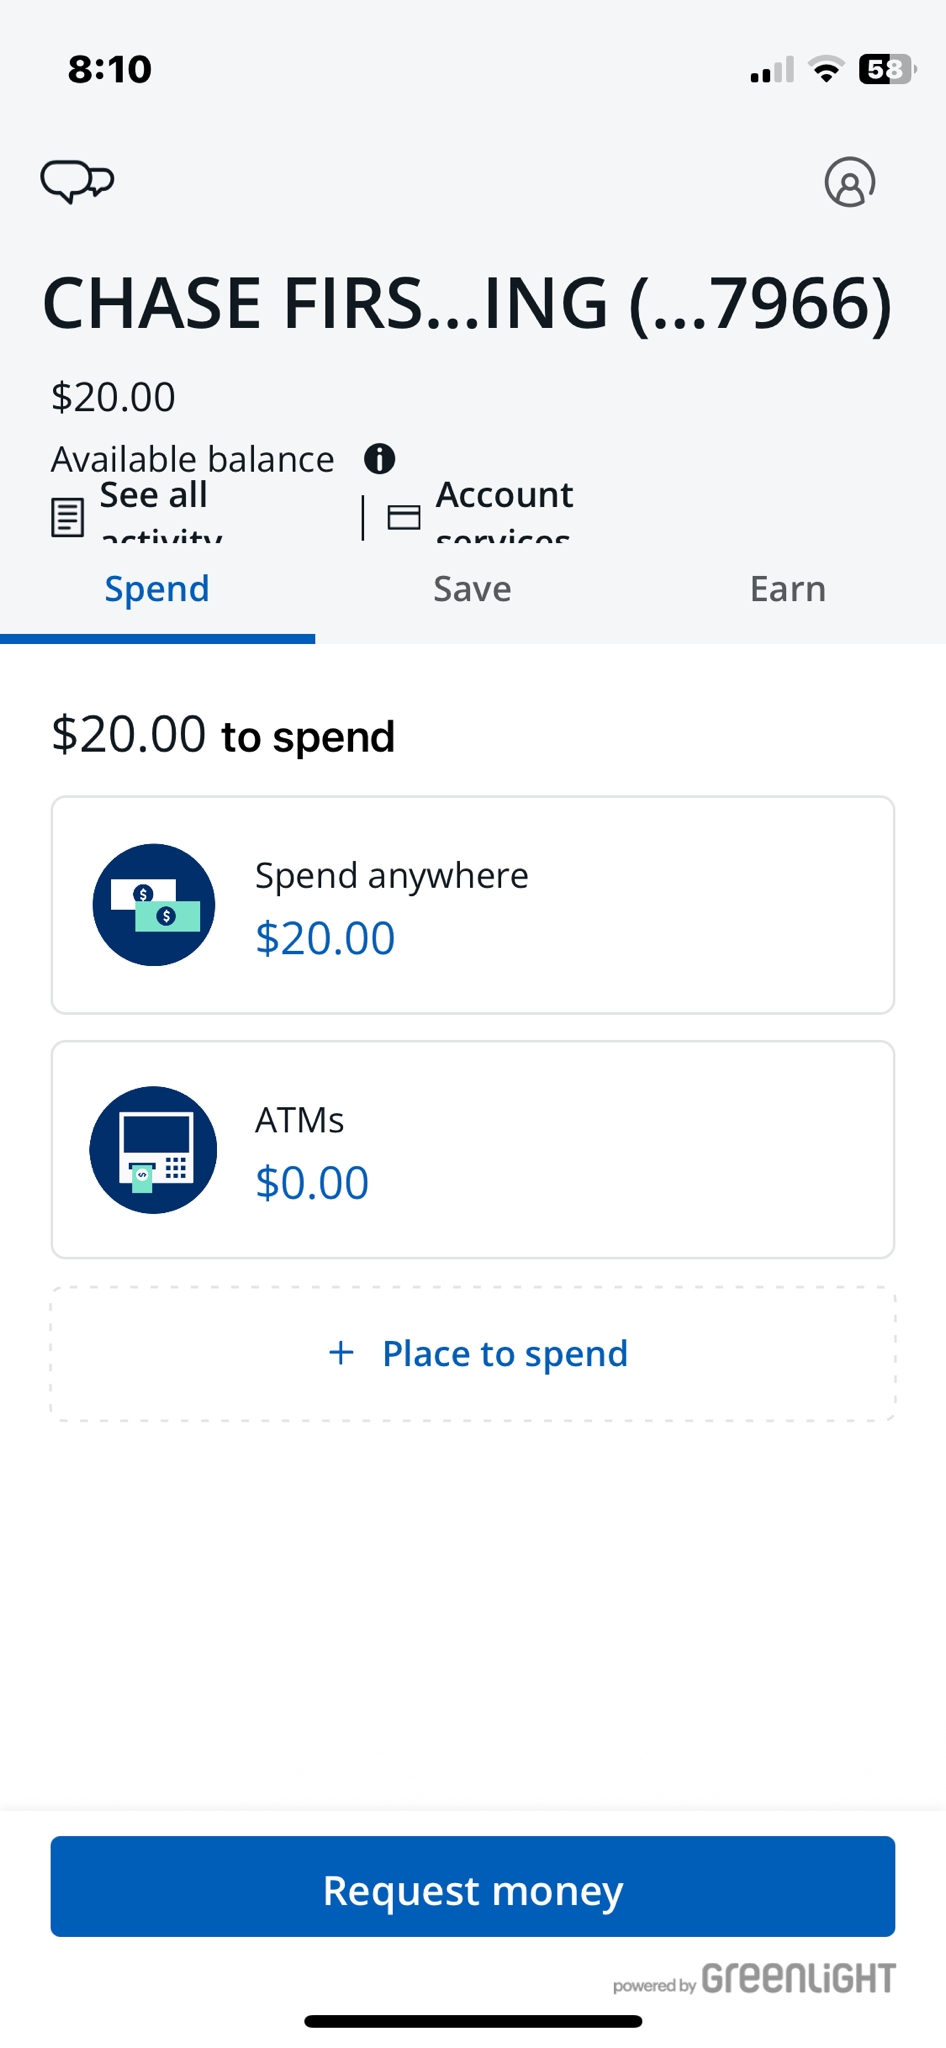 8:10
58
CHASE FIRS...ING (...7966)
$20.00
Available balance
See all
activity
Account
services
Spend
Save
Earn
$20.00 to spend
Spend anywhere
$20.00
ATMs
$0.00
+ Place to spend
Request money
powered by GreenLiGHT